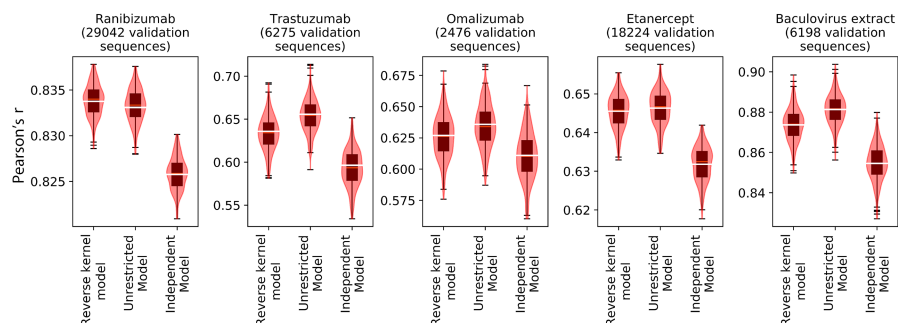 Ranibizumab
(29042 validation
sequences)
Trastuzumab
(6275 validation
sequences)
Omalizumab
(2476 validation
sequences)
Etanercept
(18224 validation
sequences)
Baculovirus extract
(6198 validation
sequences)
Pearson's r
0.835
0.830
0.825
0.70
0.65
0.60
0.55
0.675
0.650
0.625
0.600
0.575
0.65
0.64
0.63
0.62
0.90
0.88
0.86
0.84
Reverse kernel
model
Unrestricted
Model
Independent
Model
Reverse kernel
model
Unrestricted
Model
Independent
Model
Reverse kernel
model
Unrestricted
Model
Independent
Model
Reverse kernel
model
Unrestricted
Model
Independent
Model
Reverse kernel
model
Unrestricted
Model
Independent
Model